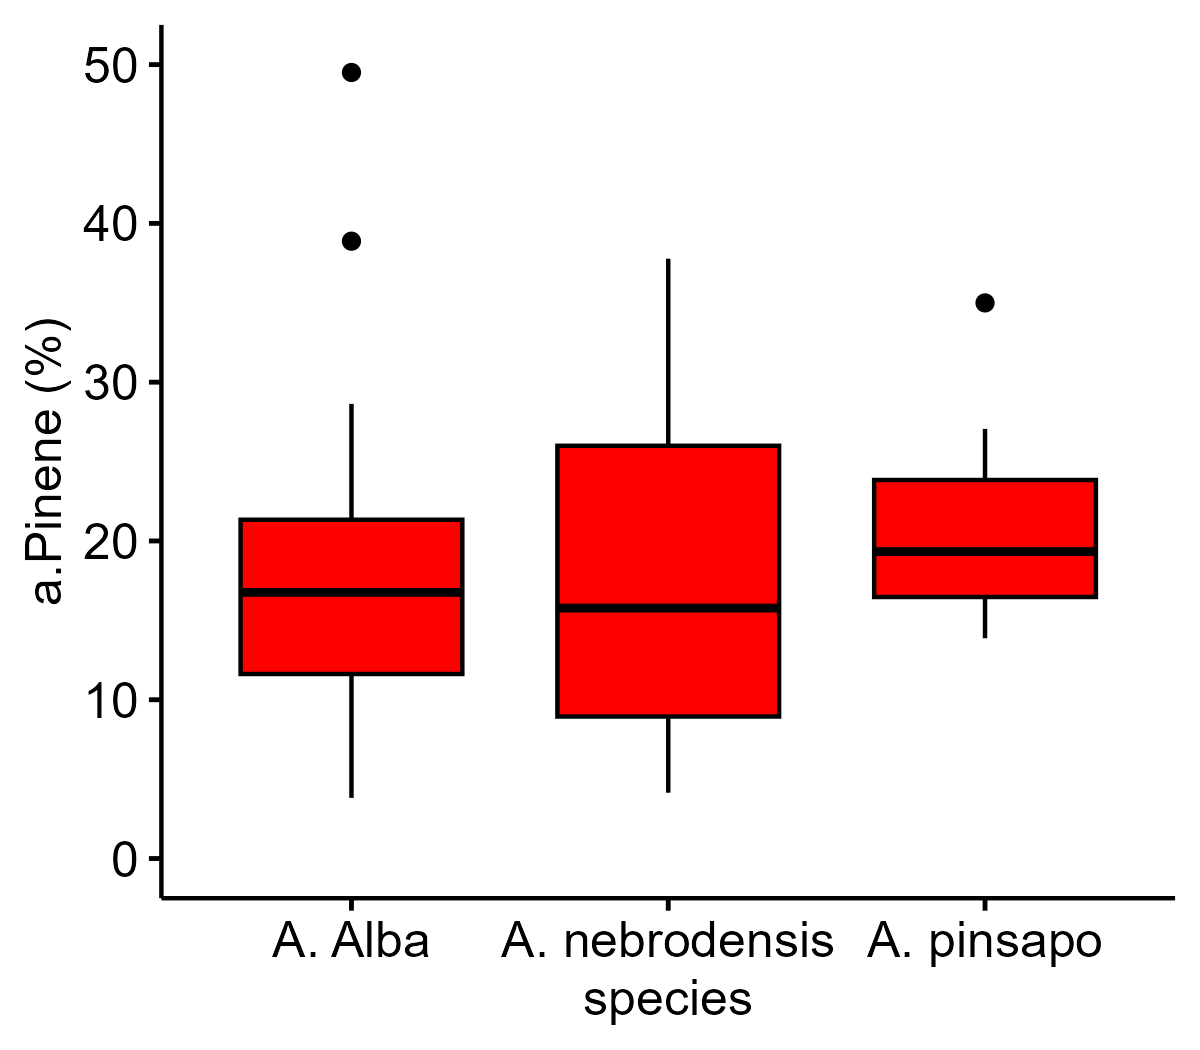 a.Pinene (%)
50
40
30
20
10
0
A. Alba
A. nebrodensis
A. pinsapo
species